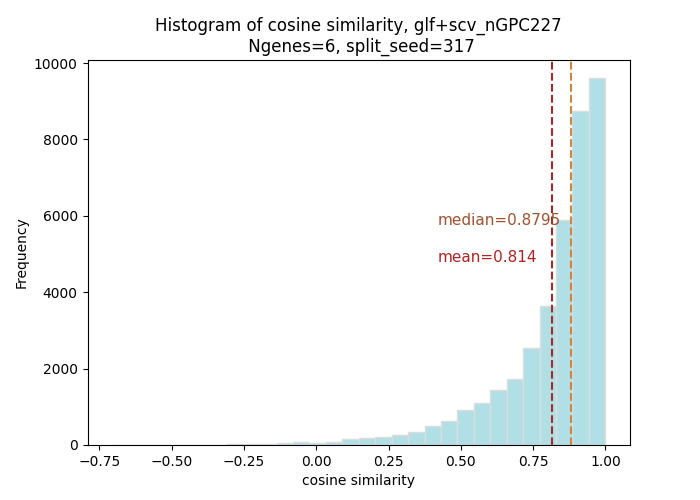 Histogram of cosine similarity, glf+scv_nGPC227
Ngenes=6, split_seed=317
10000
8000
6000
4000
2000
0
Frequency
median=0.8795
mean=0.814
−0.75 −0.50 −0.25 0.00 0.25 0.50 0.75 1.00
cosine similarity